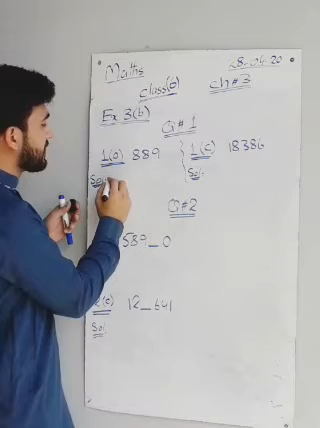 Maths 28.04.20
class(6) ch#3
Ex 3(b)
Q#1
1(a) 889 1(c) 18386
Sol. Sol.
Q#2
589_0
2(c) 12_641
Sol.